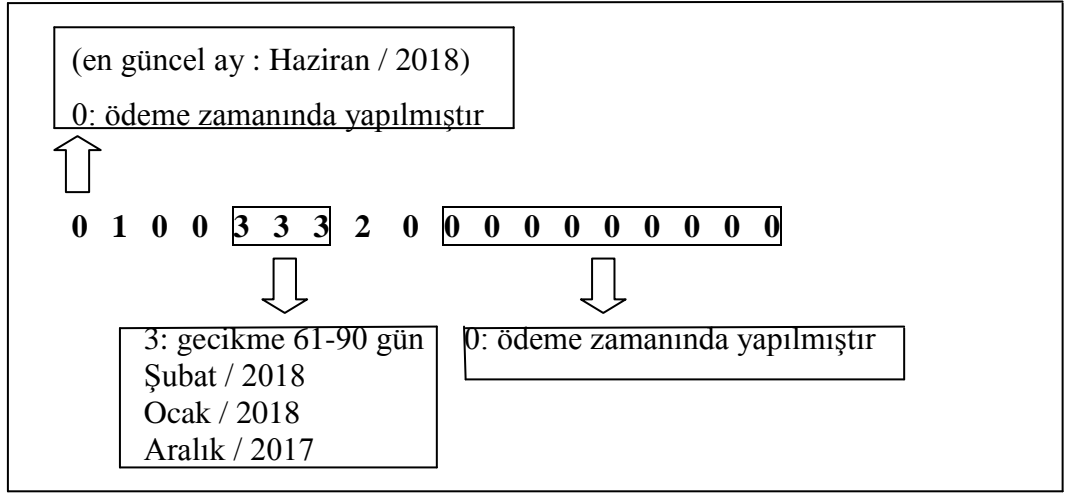 (en güncel ay : Haziran / 2018)
0: ödeme zamanında yapılmıştır
0 1 0 0 3 3 3 2 0 0 0 0 0 0 0 0 0 0
3: gecikme 61-90 gün
Şubat / 2018
Ocak / 2018
Aralık / 2017
0: ödeme zamanında yapılmıştır